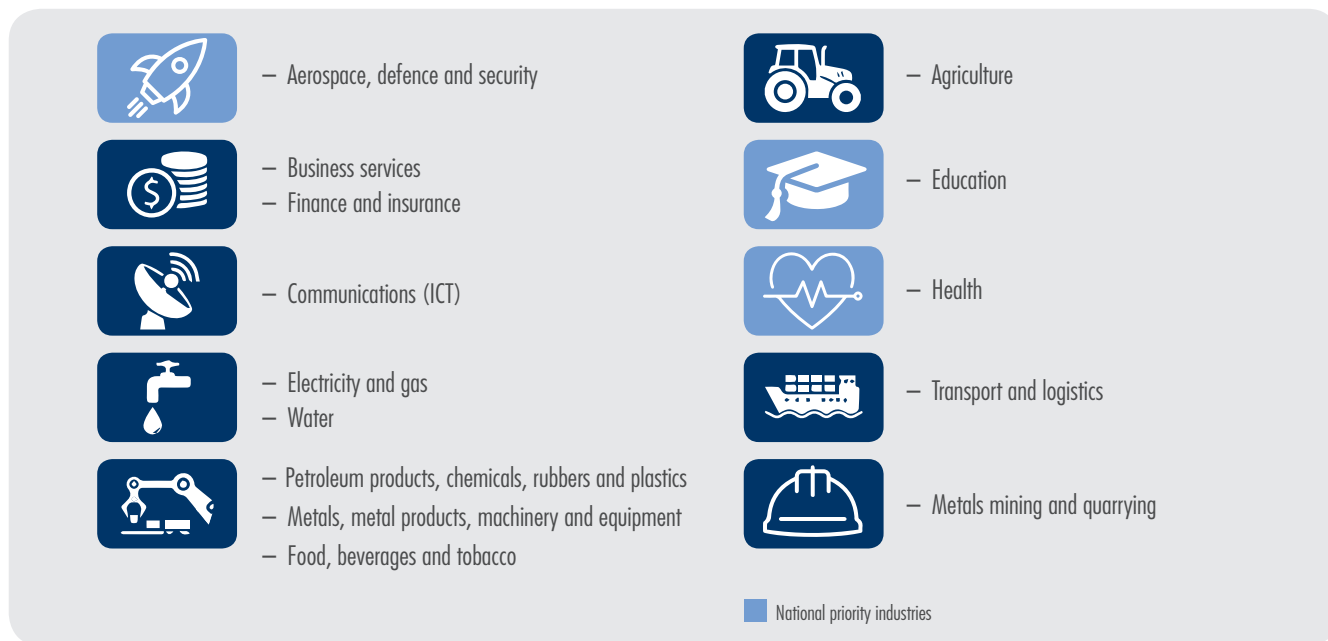 – Aerospace, defence and security
– Business services
– Finance and insurance
– Communications (ICT)
– Electricity and gas
– Water
– Petroleum products, chemicals, rubbers and plastics
– Metals, metal products, machinery and equipment
– Food, beverages and tobacco
– Agriculture
– Education
– Health
– Transport and logistics
– Metals mining and quarrying
National priority industries
$